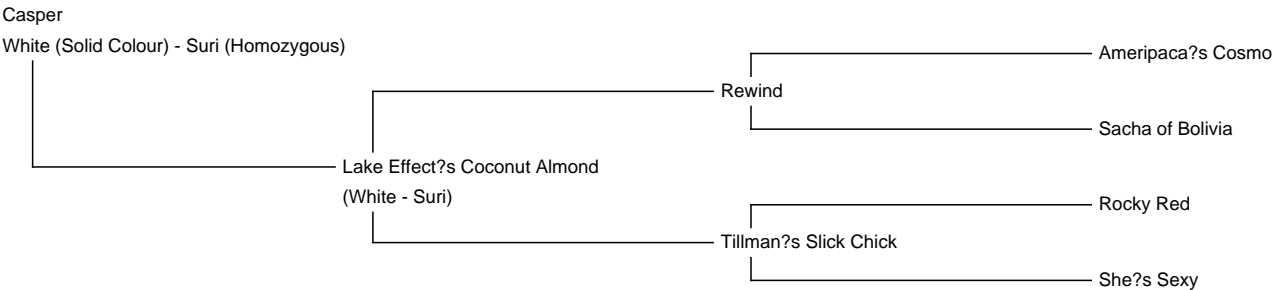 Casper
White (Solid Colour) - Suri (Homozygous)
Ameripaca?s Cosmo
Rewind
Sacha of Bolivia
Lake Effect?s Coconut Almond
(White - Suri)
Rocky Red
Tillman?s Slick Chick
She?s Sexy